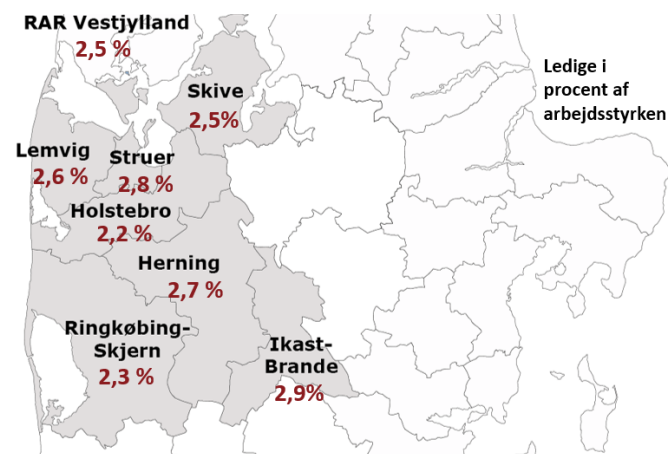 RAR Vestjylland
2,5 %
Skive
2,5%
Ledige i
procent af
arbejdsstyrken
Lemvig
2,6 %
Struer
2,8 %
Holstebro
2,2 %
Herning
2,7 %
Ringkøbing-
Skjern
2,3 %
Ikast-
Brande
2,9%